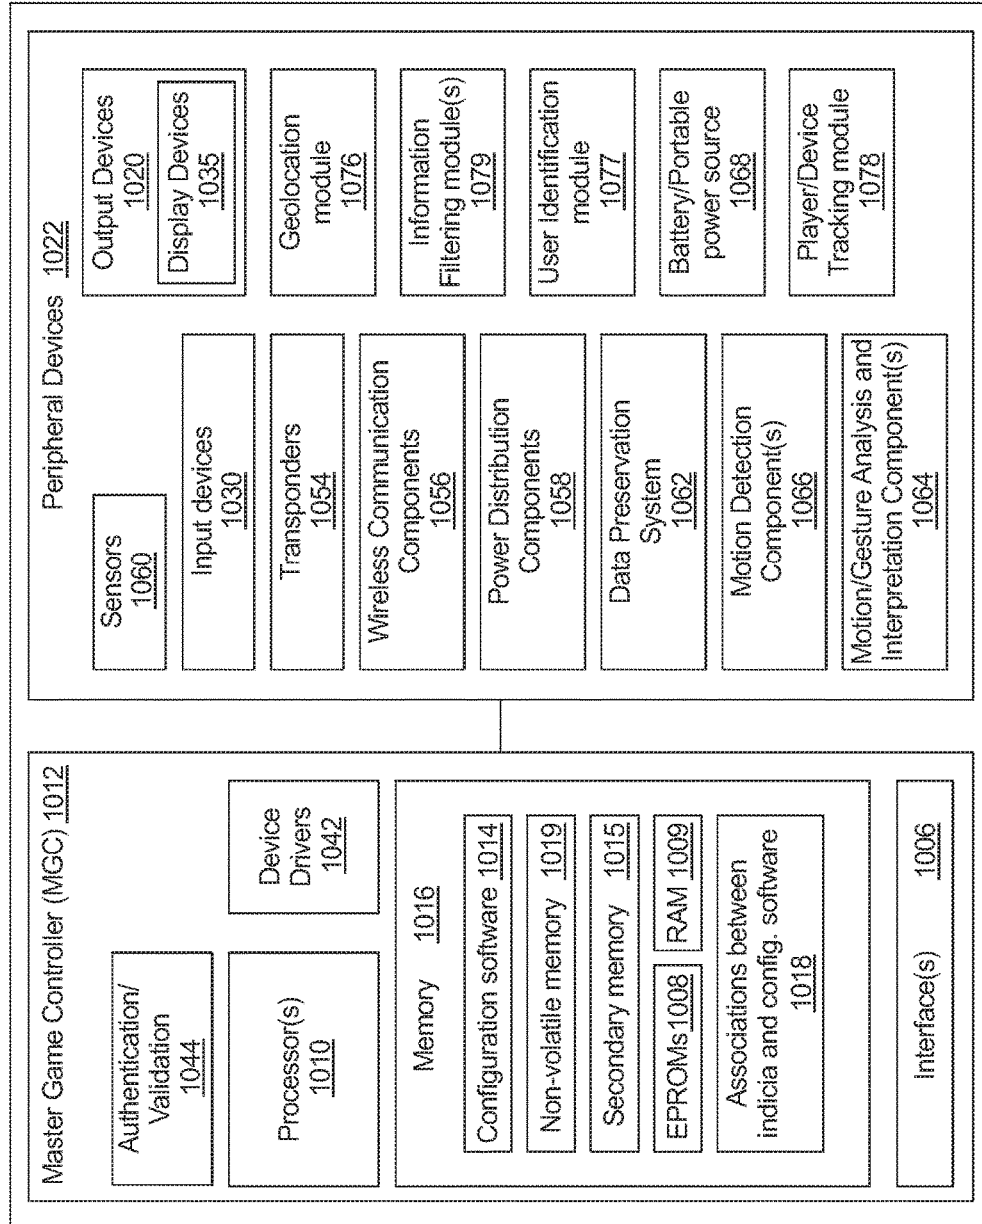 Master Game Controller (MGC) 1012
Authentication/
Validation
1044
Processor(s)
1010
Device
Drivers
1042
Memory 1016
Configuration software 1014
Non-volatile memory 1019
Secondary memory 1015
EPROMs1008
RAM 1009
Associations between
indicia and config. software
1018
Interface(s) 1006
Peripheral Devices 1022
Sensors
1060
Input devices
1030
Transponders
1054
Wireless Communication
Components
1056
Power Distribution
Components
1058
Data Preservation
System
1062
Motion Detection
Component(s)
1066
Motion/Gesture Analysis and
Interpretation Component(s)
1064
Output Devices
1020
Display Devices
1035
Geolocation
module
1076
Information
Filtering module(s)
1079
User Identification
module
1077
Battery/Portable
power source
1068
Player/Device
Tracking module
1078